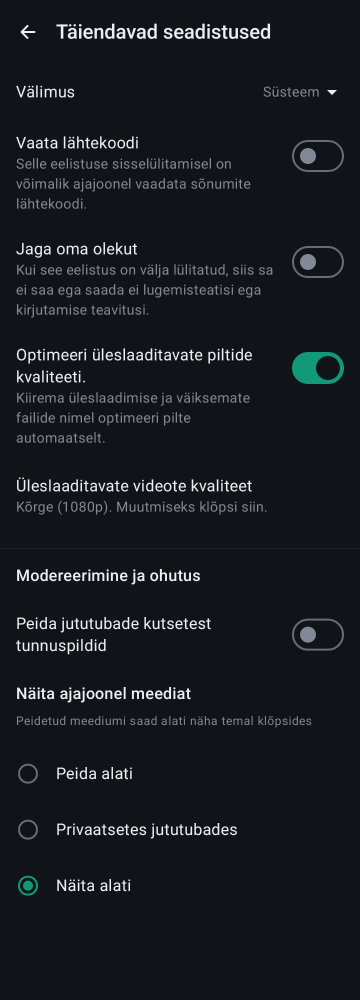 Täiendavad seadistused
Välimus
Süsteem
Vaata lähtekoodi
Selle eelistuse sisselülitamisel on
võimalik ajajoonel vaadata sõnumite
lähtekoodi.
Jaga oma olekut
Kui see eelistus on välja lülitatud, siis sa
ei saa ega saada ei lugemisteatisi ega
kirjutamise teavitusi.
Optimeeri üleslaaditavate piltide
kvaliteeti.
Kiirema üleslaadimise ja väiksemate
failide nimel optimeeri pilte
automaatselt.
Üleslaaditavate videote kvaliteet
Kõrge (1080p). Muutmiseks klõpsi siin.
Modereerimine ja ohutus
Peida jututubade kutsetest
tunnuspildid
Näita ajajoonel meediat
Peidetud meediumi saad alati näha temal klõpsides
Peida alati
Privaatsetes jututubades
Näita alati